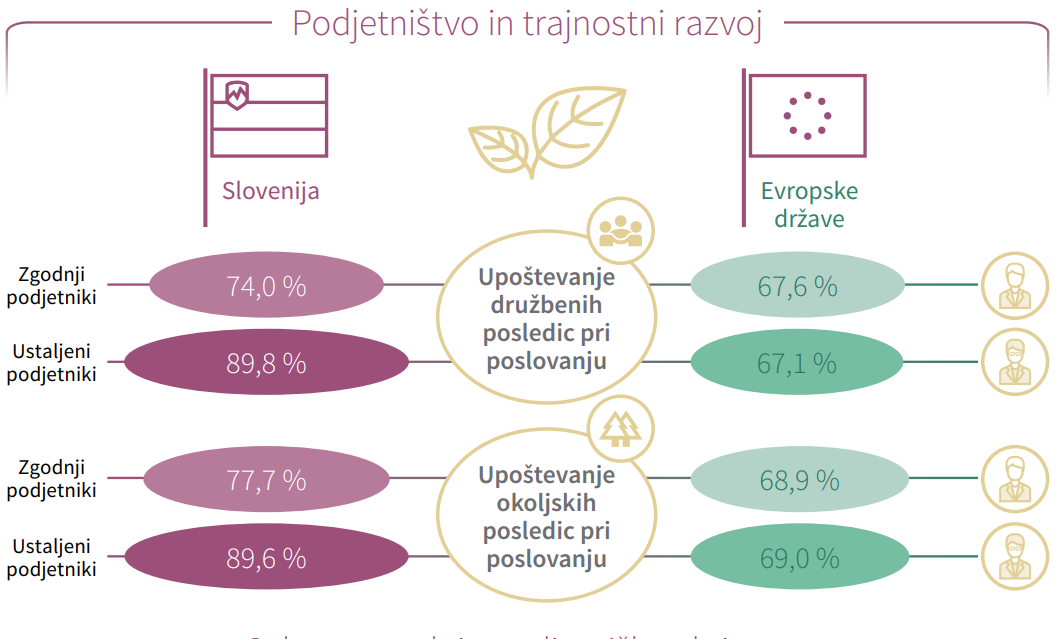 Podjetništvo in trajnostni razvoj
Slovenija
Evropske
države
Zgodnji
podjetniki
74,0 %
Upoštevanje
družbenih
posledic pri
poslovanju
67,6 %
Ustaljeni
podjetniki
89,8 %
67,1 %
Zgodnji
podjetniki
77,7 %
Upoštevanje
okoljskih
posledic pri
poslovanju
68,9 %
Ustaljeni
podjetniki
89,6 %
69,0 %